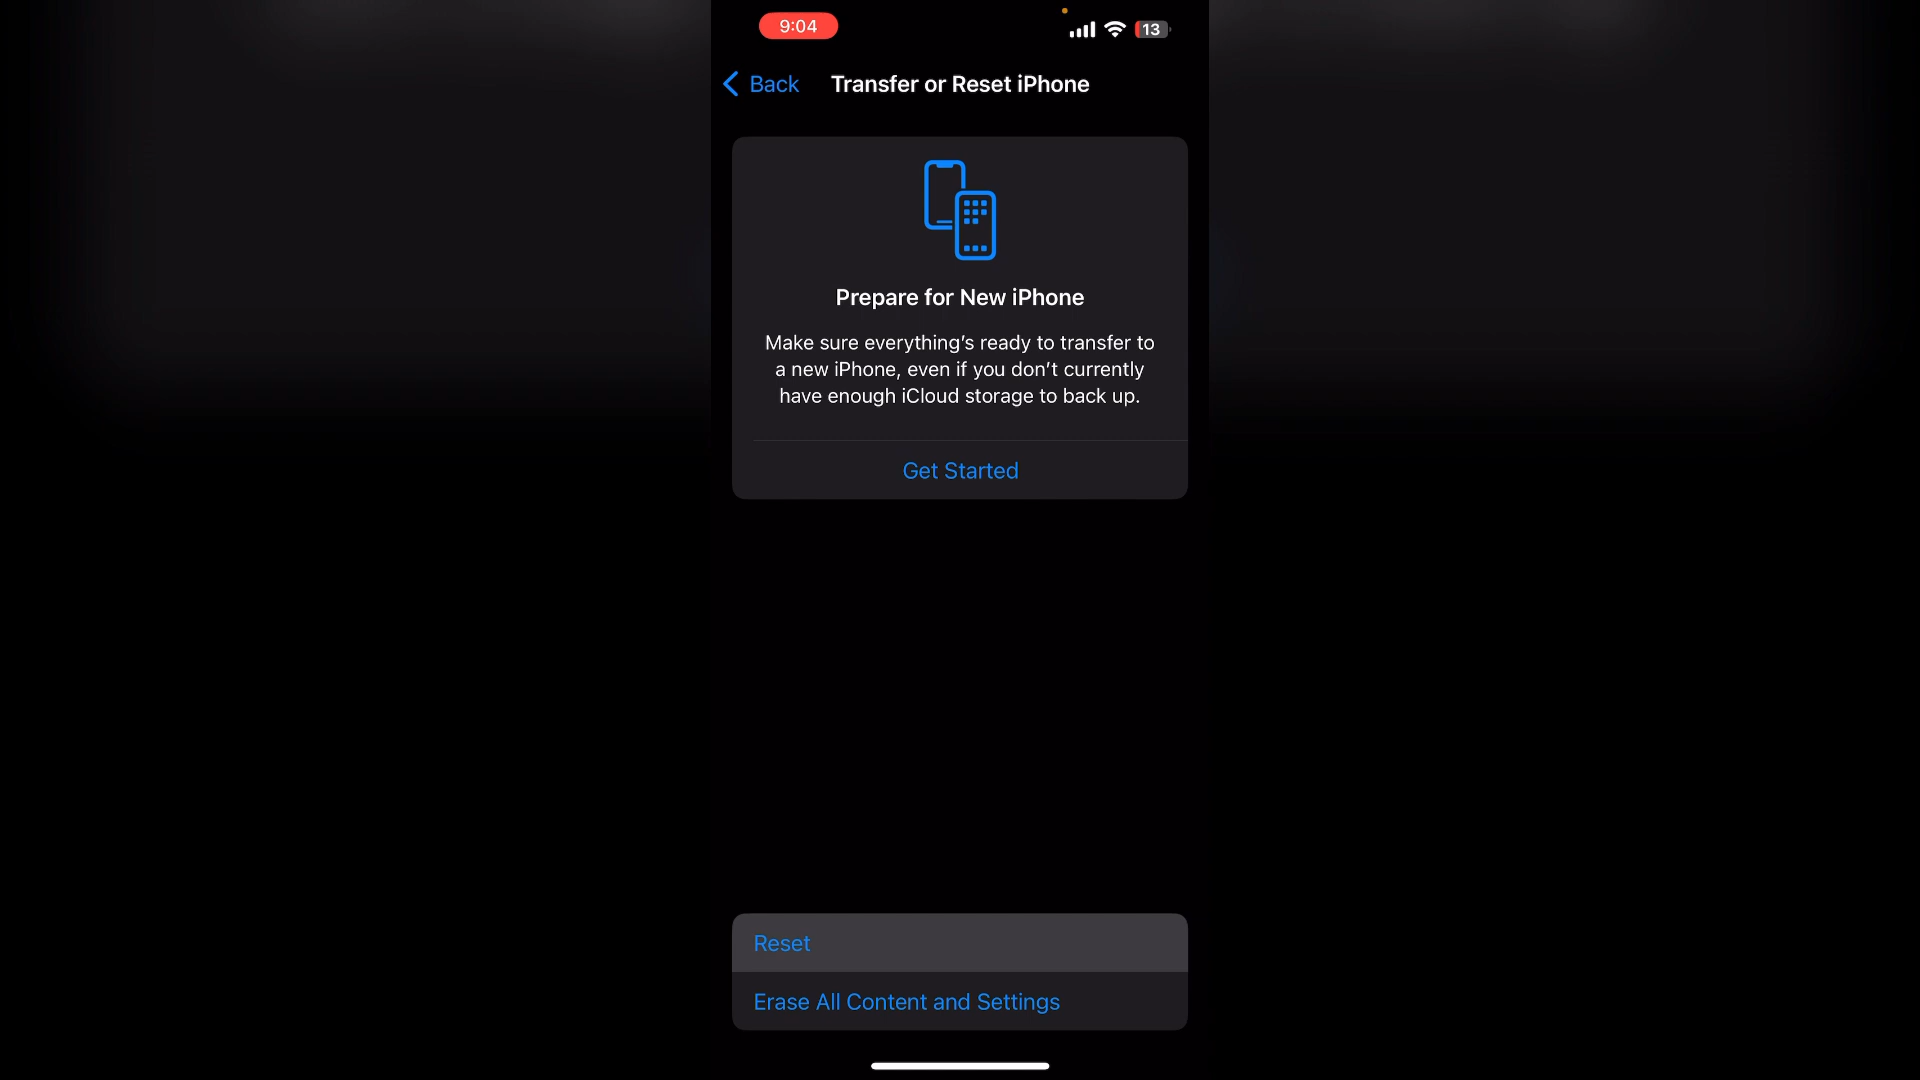 9:04
13
Back
Transfer or Reset iPhone
Prepare for New iPhone
Make sure everything’s ready to transfer to
a new iPhone, even if you don’t currently
have enough iCloud storage to back up.
Get Started
Reset
Erase All Content and Settings